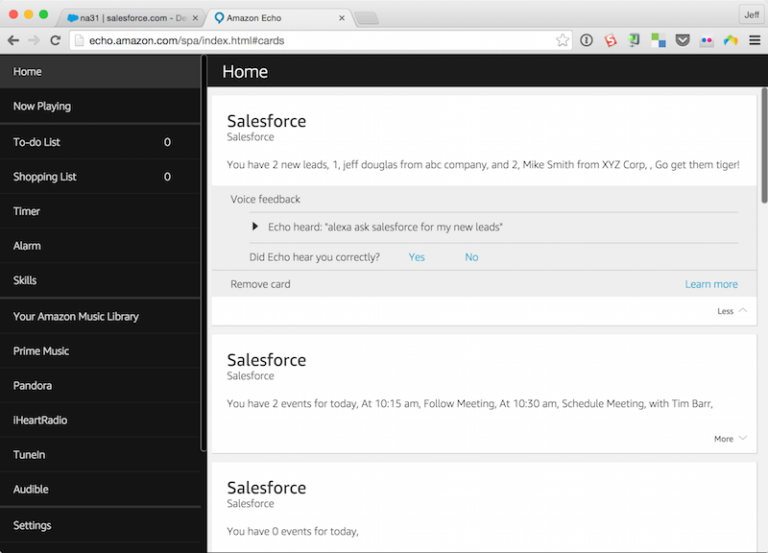 na31 | salesforce.com - De
Amazon Echo
Jeff
echo.amazon.com/spa/index.html#cards
Home
Now Playing
To-do List 0
Shopping List 0
Timer
Alarm
Skills
Your Amazon Music Library
Prime Music
Pandora
iHeartRadio
TuneIn
Audible
Settings
Home
Salesforce
Salesforce
You have 2 new leads, 1, jeff douglas from abc company, and 2, Mike Smith from XYZ Corp, , Go get them tiger!
Voice feedback
Echo heard: "alexa ask salesforce for my new leads"
Did Echo hear you correctly? Yes No
Remove card Learn more
Less
Salesforce
Salesforce
You have 2 events for today, At 10:15 am, Follow Meeting, At 10:30 am, Schedule Meeting, with Tim Barr,
More
Salesforce
Salesforce
You have 0 events for today,